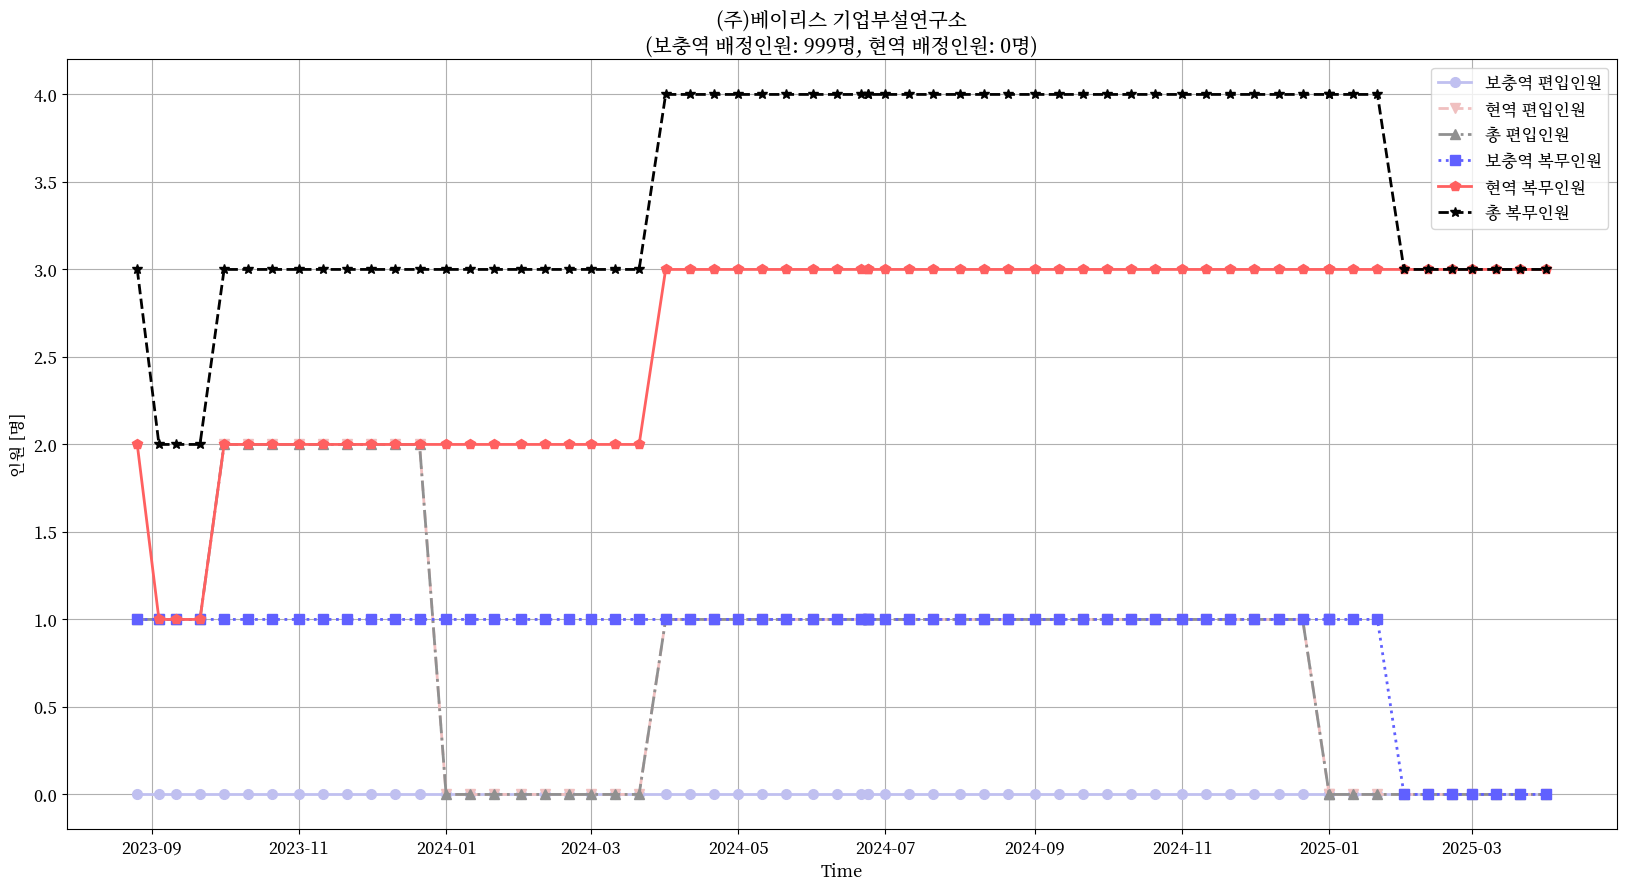 (주)베이리스 기업부설연구소
(보충역 배정인원: 999명, 현역 배정인원: 0명)
보충역 편입인원
현역 편입인원
총 편입인원
보충역 복무인원
현역 복무인원
총 복무인원
인원 [명]
4.0
3.5
3.0
2.5
2.0
1.5
1.0
0.5
0.0
2023-09 2023-11 2024-01 2024-03 2024-05 2024-07 2024-09 2024-11 2025-01 2025-03
Time